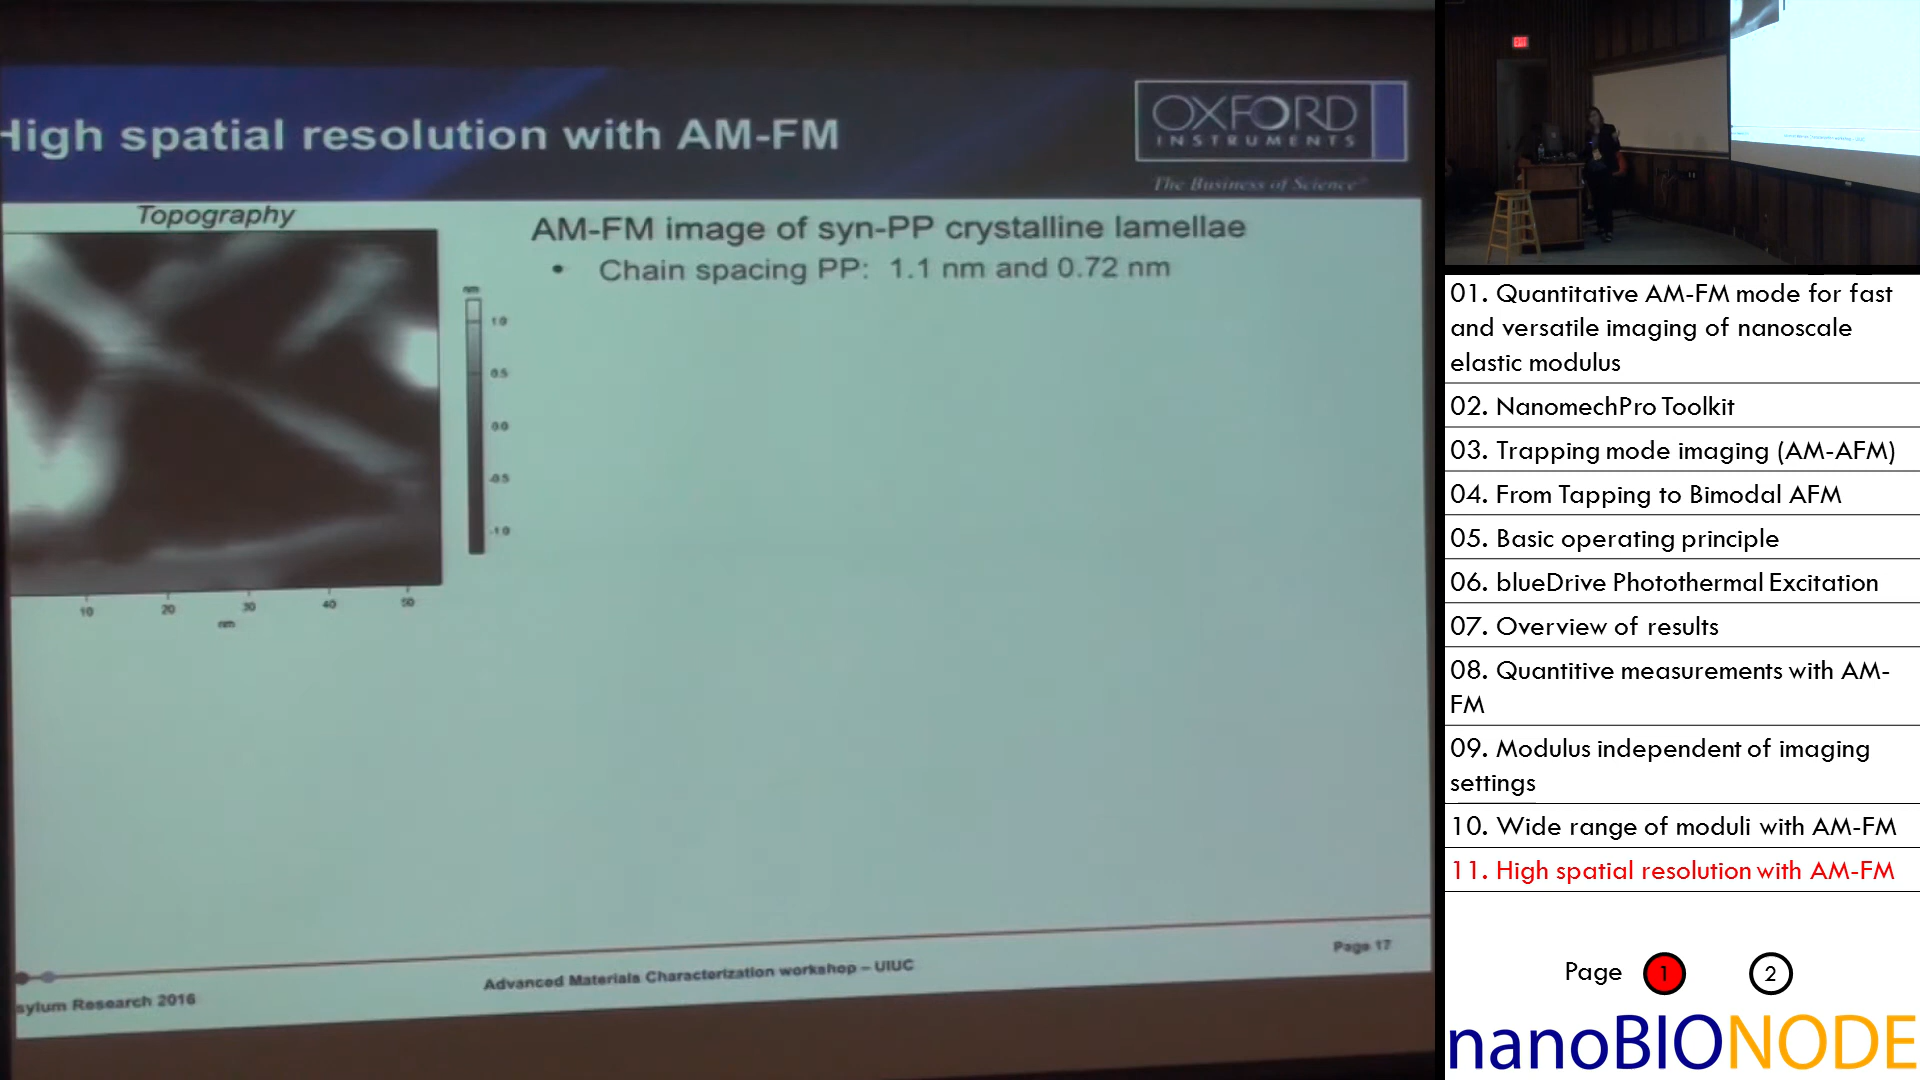 High spatial resolution with AM-FM
OXFORD
INSTRUMENTS
The Business of Science®
Topography
AM-FM image of syn-PP crystalline lamellae
• Chain spacing PP: 1.1 nm and 0.72 nm
nm
1.0
0.5
0.0
-0.5
-1.0
10
20
30
40
50
nm
Page 17
Advanced Materials Characterization workshop – UIUC
sylum Research 2016
EXIT
01. Quantitative AM-FM mode for fast
and versatile imaging of nanoscale
elastic modulus
02. NanomechPro Toolkit
03. Trapping mode imaging (AM-AFM)
04. From Tapping to Bimodal AFM
05. Basic operating principle
06. blueDrive Photothermal Excitation
07. Overview of results
08. Quantitive measurements with AM-
FM
09. Modulus independent of imaging
settings
10. Wide range of moduli with AM-FM
11. High spatial resolution with AM-FM
Page 1 2
nanoBIONODE